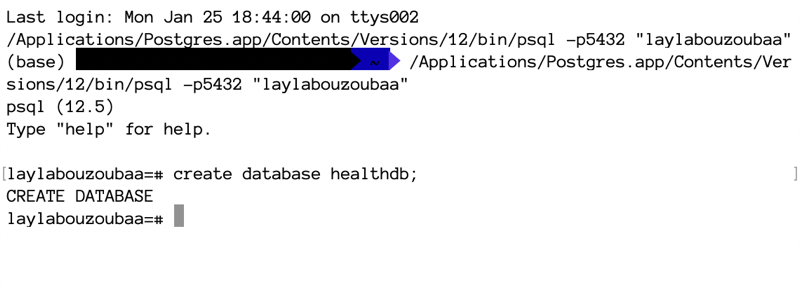 Last login: Mon Jan 25 18:44:00 on ttys002
/Applications/Postgres.app/Contents/Versions/12/bin/psql -p5432 "laylabouzoubaa"
(base) ~ /Applications/Postgres.app/Contents/Ver
sions/12/bin/psql -p5432 "laylabouzoubaa"
psql (12.5)
Type "help" for help.
[laylabouzoubaa=# create database healthdb; ]
CREATE DATABASE
laylabouzoubaa=#